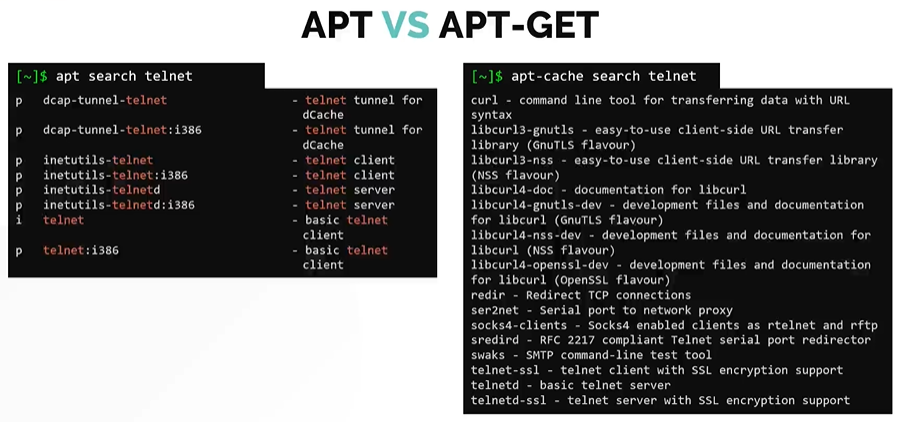 APT VS APT-GET
[~]$ apt search telnet
p dcap-tunnel-telnet - telnet tunnel for
dCache
p dcap-tunnel-telnet:i386 - telnet tunnel for
dCache
p inetutils-telnet - telnet client
p inetutils-telnet:i386 - telnet client
p inetutils-telnetd - telnet server
p inetutils-telnetd:i386 - telnet server
i telnet - basic telnet
client
p telnet:i386 - basic telnet
client
[~]$ apt-cache search telnet
curl - command line tool for transferring data with URL
syntax
libcurl3-gnutls - easy-to-use client-side URL transfer
library (GnuTLS flavour)
libcurl3-nss - easy-to-use client-side URL transfer library
(NSS flavour)
libcurl4-doc - documentation for libcurl
libcurl4-gnutls-dev - development files and documentation
for libcurl (GnuTLS flavour)
libcurl4-nss-dev - development files and documentation for
libcurl (NSS flavour)
libcurl4-openssl-dev - development files and documentation
for libcurl (OpenSSL flavour)
redir - Redirect TCP connections
ser2net - Serial port to network proxy
socks4-clients - Socks4 enabled clients as rtelnet and rftp
sredird - RFC 2217 compliant Telnet serial port redirector
swaks - SMTP command-line test tool
telnet-ssl - telnet client with SSL encryption support
telnetd - basic telnet server
telnetd-ssl - telnet server with SSL encryption support